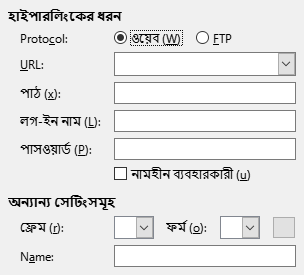 হাইপারলিংকের ধরন
Protocol: ওয়েব (W) FTP
URL:
পাঠ (x):
লগ-ইন নাম (L):
পাসওয়ার্ড (P):
নামহীন ব্যবহারকারী (u)
অন্যান্য সেটিংসমূহ
ফ্রেম (r): ফর্ম (o):
Name: